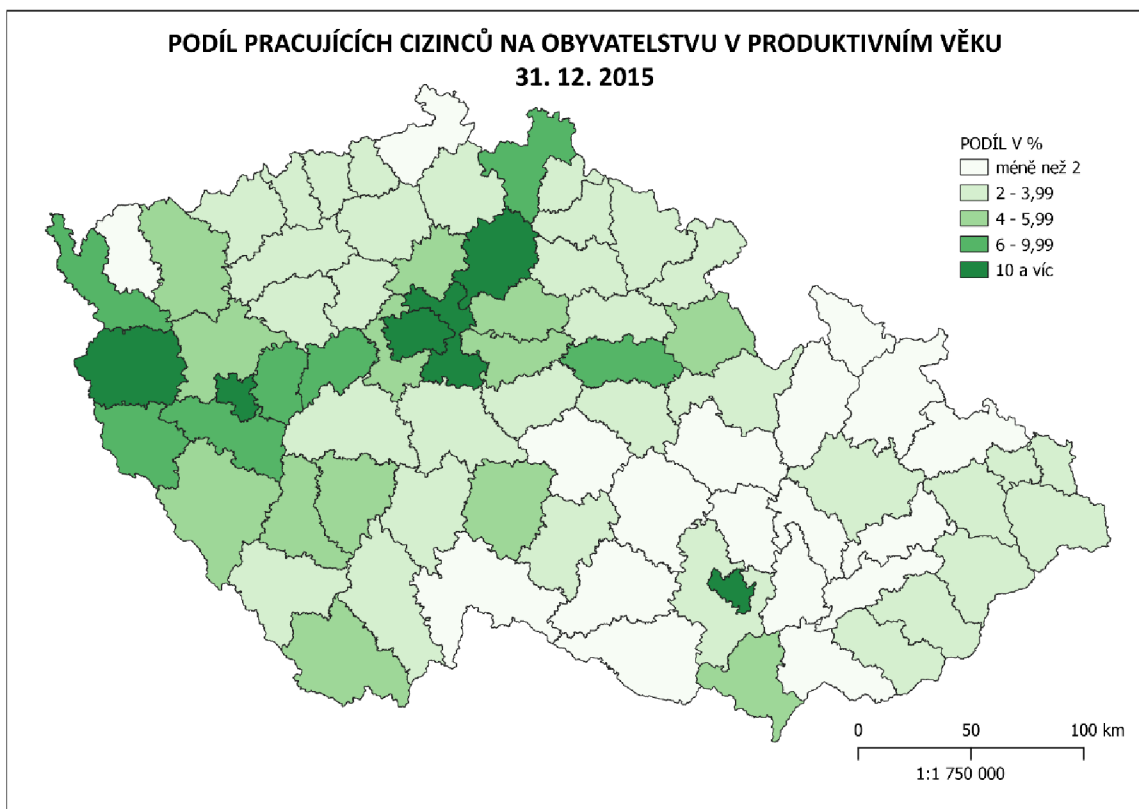 PODÍL PRACUJÍCÍCH CIZINCŮ NA OBYVATELSTVU V PRODUKTIVNÍM VĚKU
31. 12. 2015
PODÍL V %
méně než 2
2 - 3,99
4 - 5,99
6 - 9,99
10 a víc
0 50 100 km
1:1 750 000